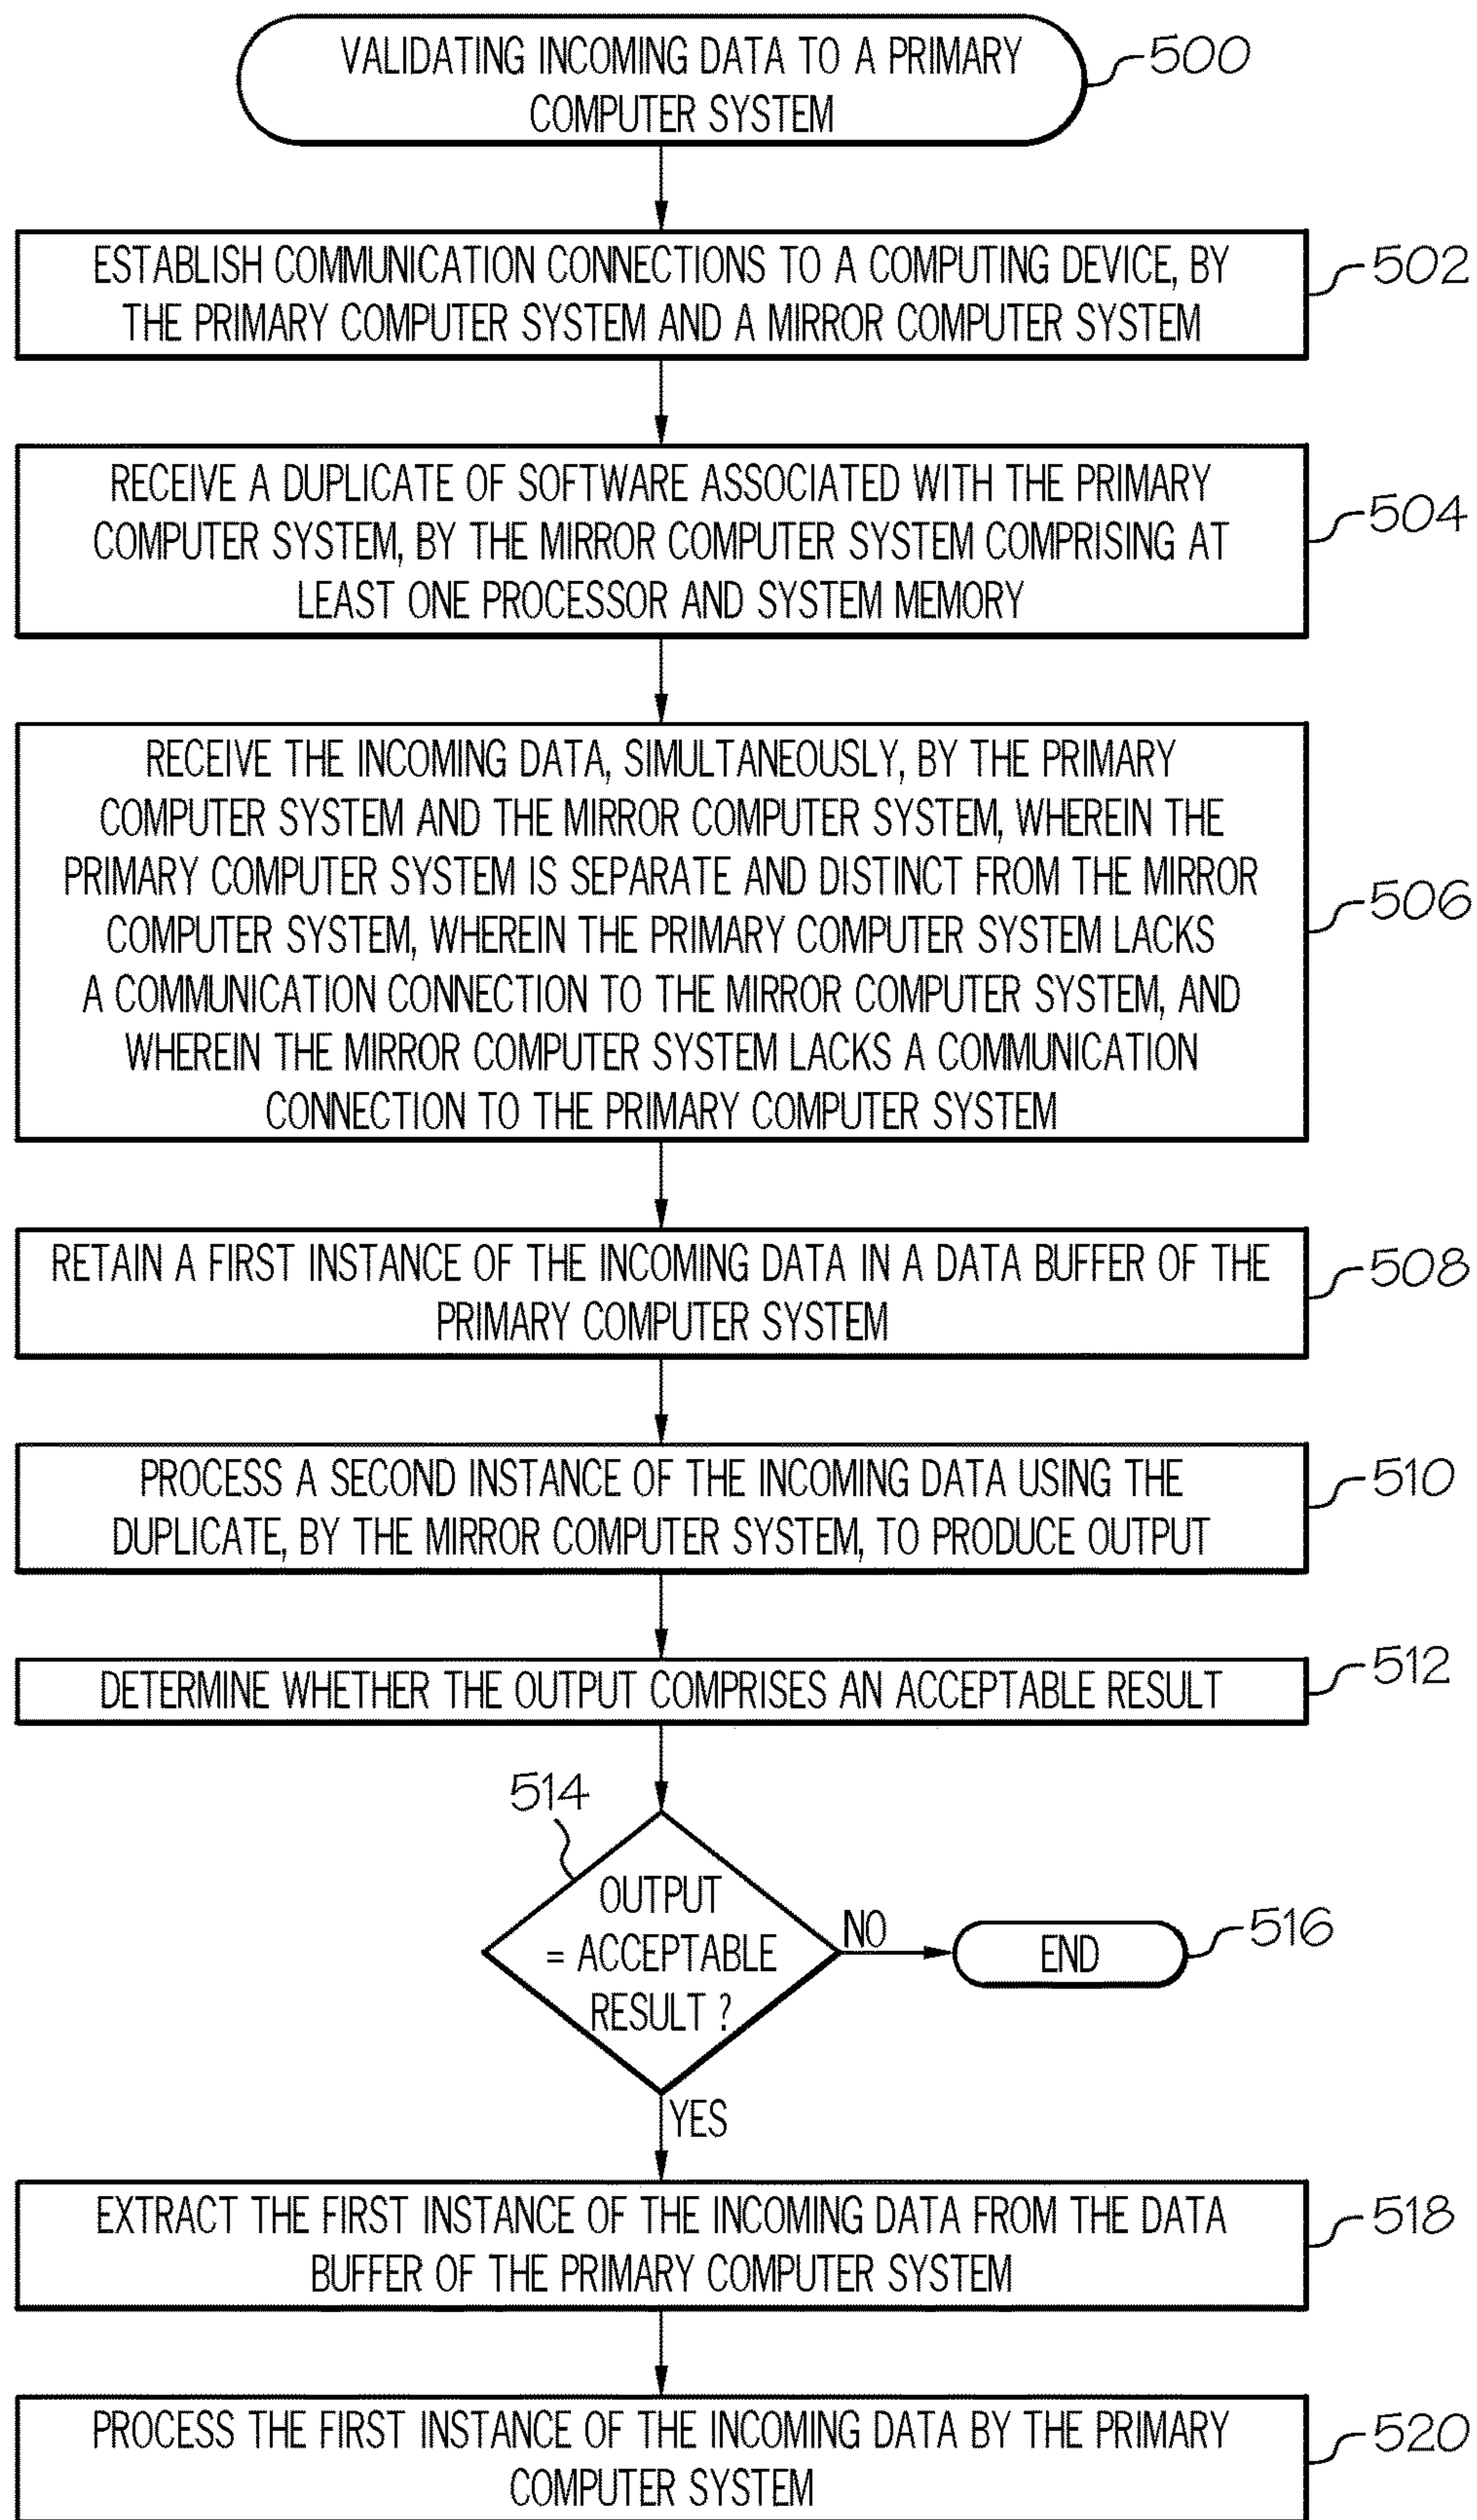 VALIDATING INCOMING DATA TO A PRIMARY
COMPUTER SYSTEM
500
ESTABLISH COMMUNICATION CONNECTIONS TO A COMPUTING DEVICE, BY
THE PRIMARY COMPUTER SYSTEM AND A MIRROR COMPUTER SYSTEM
502
RECEIVE A DUPLICATE OF SOFTWARE ASSOCIATED WITH THE PRIMARY
COMPUTER SYSTEM, BY THE MIRROR COMPUTER SYSTEM COMPRISING AT
LEAST ONE PROCESSOR AND SYSTEM MEMORY
504
RECEIVE THE INCOMING DATA, SIMULTANEOUSLY, BY THE PRIMARY
COMPUTER SYSTEM AND THE MIRROR COMPUTER SYSTEM, WHEREIN THE
PRIMARY COMPUTER SYSTEM IS SEPARATE AND DISTINCT FROM THE MIRROR
COMPUTER SYSTEM, WHEREIN THE PRIMARY COMPUTER SYSTEM LACKS
A COMMUNICATION CONNECTION TO THE MIRROR COMPUTER SYSTEM, AND
WHEREIN THE MIRROR COMPUTER SYSTEM LACKS A COMMUNICATION
CONNECTION TO THE PRIMARY COMPUTER SYSTEM
506
RETAIN A FIRST INSTANCE OF THE INCOMING DATA IN A DATA BUFFER OF THE
PRIMARY COMPUTER SYSTEM
508
PROCESS A SECOND INSTANCE OF THE INCOMING DATA USING THE
DUPLICATE, BY THE MIRROR COMPUTER SYSTEM, TO PRODUCE OUTPUT
510
DETERMINE WHETHER THE OUTPUT COMPRISES AN ACCEPTABLE RESULT
512
514
OUTPUT
= ACCEPTABLE
RESULT ?
NO
END
516
YES
EXTRACT THE FIRST INSTANCE OF THE INCOMING DATA FROM THE DATA
BUFFER OF THE PRIMARY COMPUTER SYSTEM
518
PROCESS THE FIRST INSTANCE OF THE INCOMING DATA BY THE PRIMARY
COMPUTER SYSTEM
520